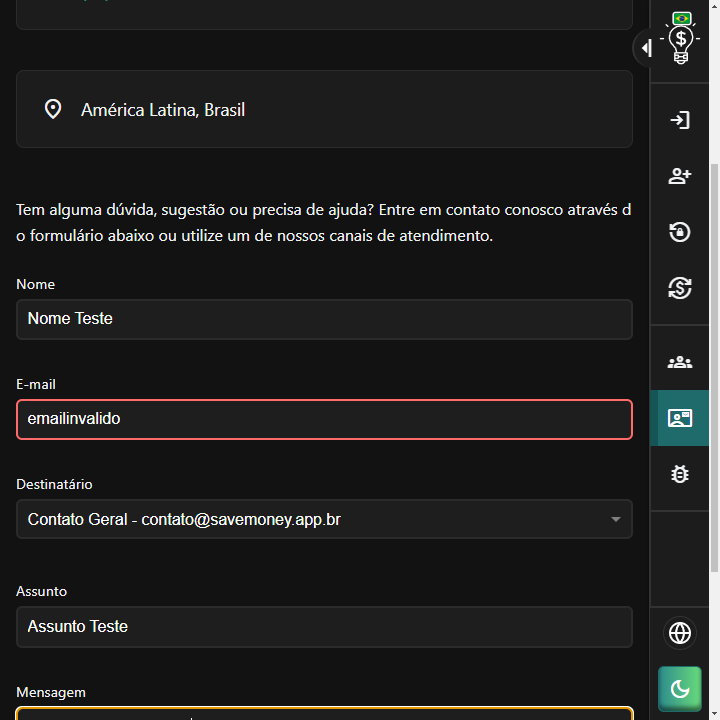 América Latina, Brasil
Tem alguma dúvida, sugestão ou precisa de ajuda? Entre em contato conosco através d
o formulário abaixo ou utilize um de nossos canais de atendimento.
Nome
Nome Teste
E-mail
emailinvalido
Destinatário
Contato Geral - contato@savemoney.app.br
Assunto
Assunto Teste
Mensagem